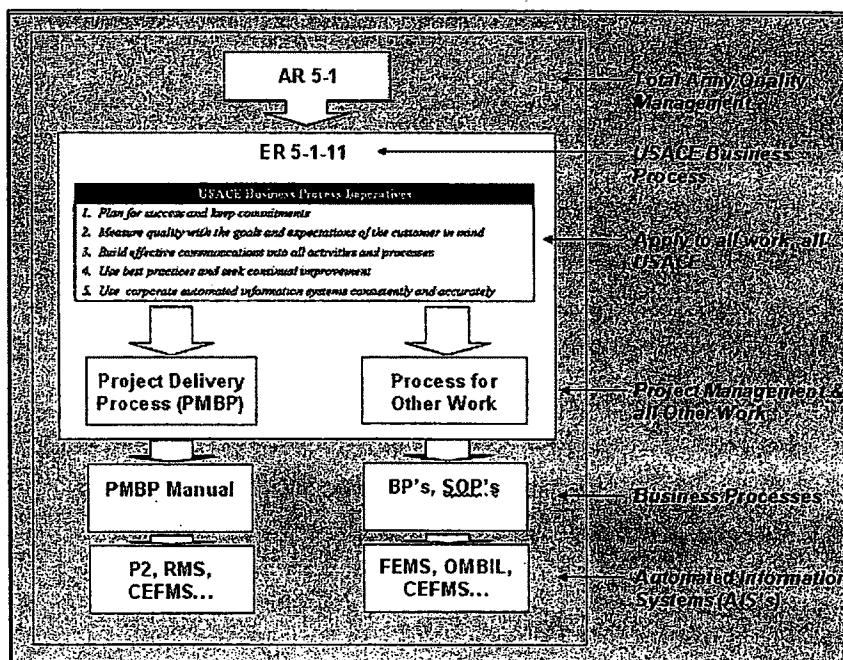 AR 5-1
Total Army Quality
Management
ER 5-1-11
USACE Business
Process
USACE Business Process Imperatives
1. Plan for success and keep commitments
2. Measure quality with the goals and expectations of the customer in mind
3. Build effective communications into all activities and processes
4. Use best practices and seek continual improvement
5. Use corporate automated information systems consistently and accurately
Apply to all work, all
USACE
Project Delivery
Process (PMBP)
Process for
Other Work
Project Management &
all Other Work
PMBP Manual
BP's, SOP's
Business Processes
P2, RMS,
CEFMS...
FEMS, OMBIL,
CEFMS...
Automated Information
Systems (AIS's)